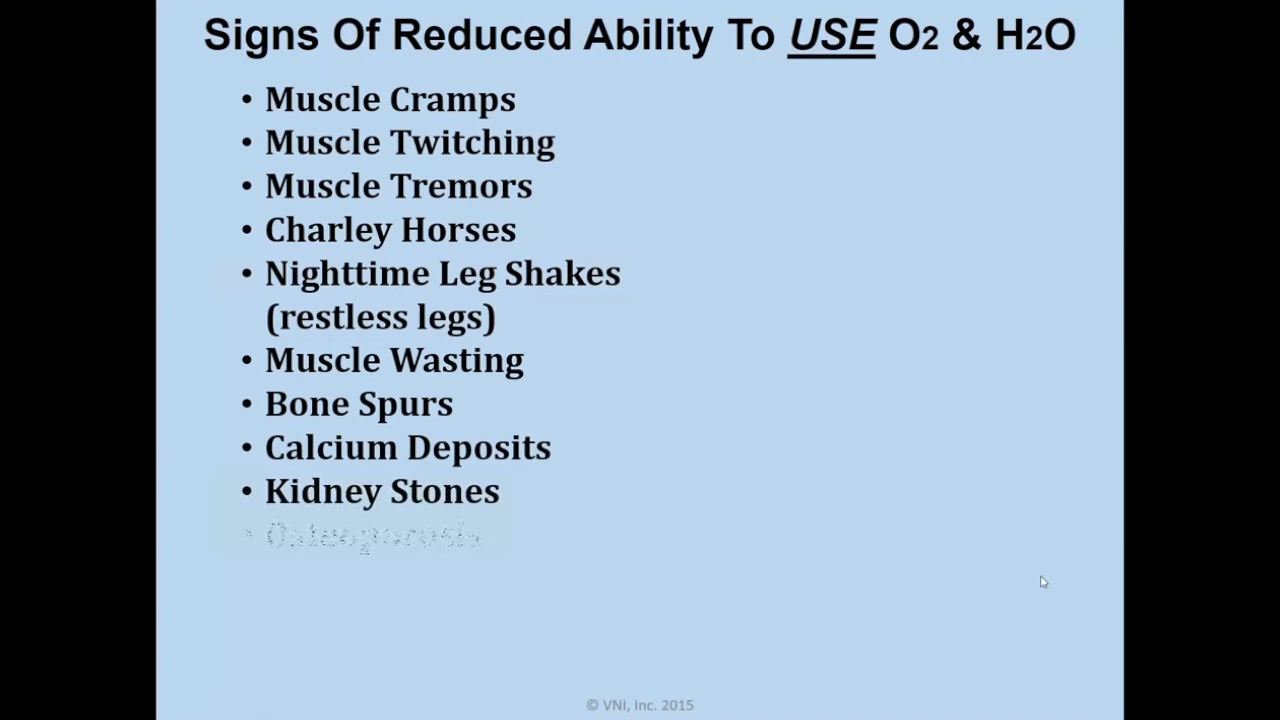 Signs Of Reduced Ability To USE O2 & H2O
• Muscle Cramps
• Muscle Twitching
• Muscle Tremors
• Charley Horses
• Nighttime Leg Shakes
(restless legs)
• Muscle Wasting
• Bone Spurs
• Calcium Deposits
• Kidney Stones
• Osteoporosis
© VNI, Inc. 2015